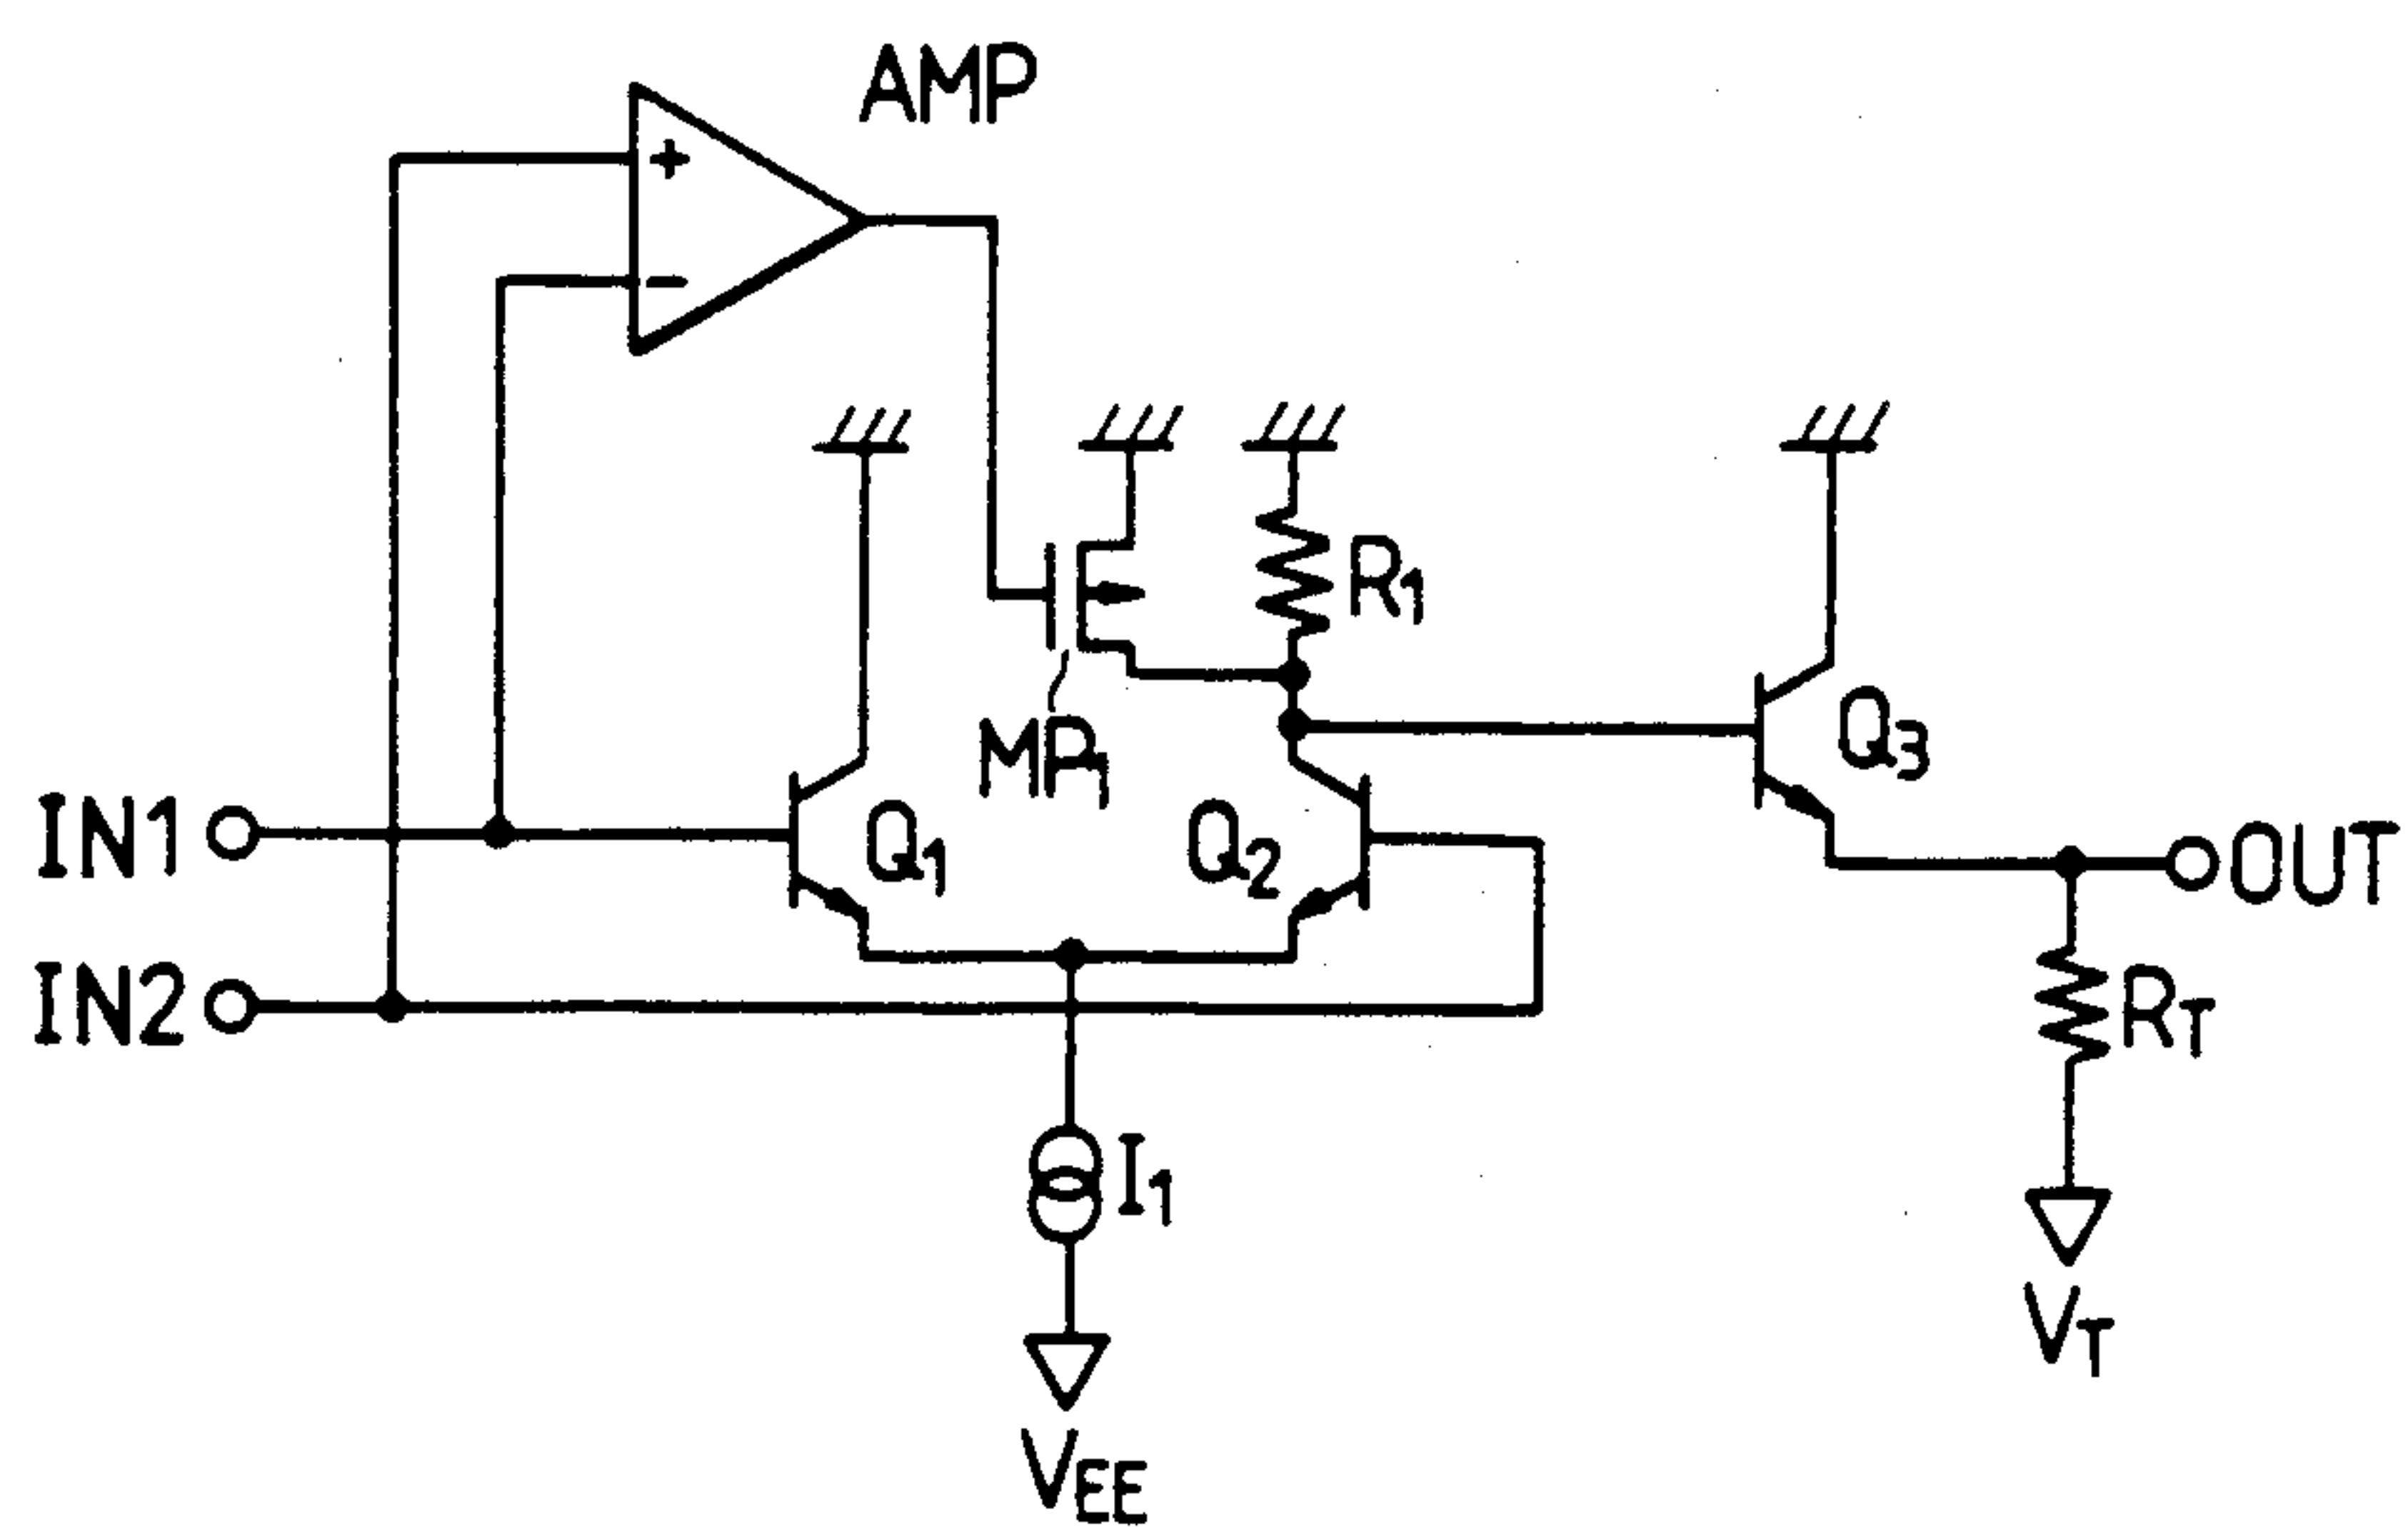 AMP
+
−
R1
MP1
Q3
IN1
Q1
Q2
OUT
IN2
RT
I1
VT
VEE